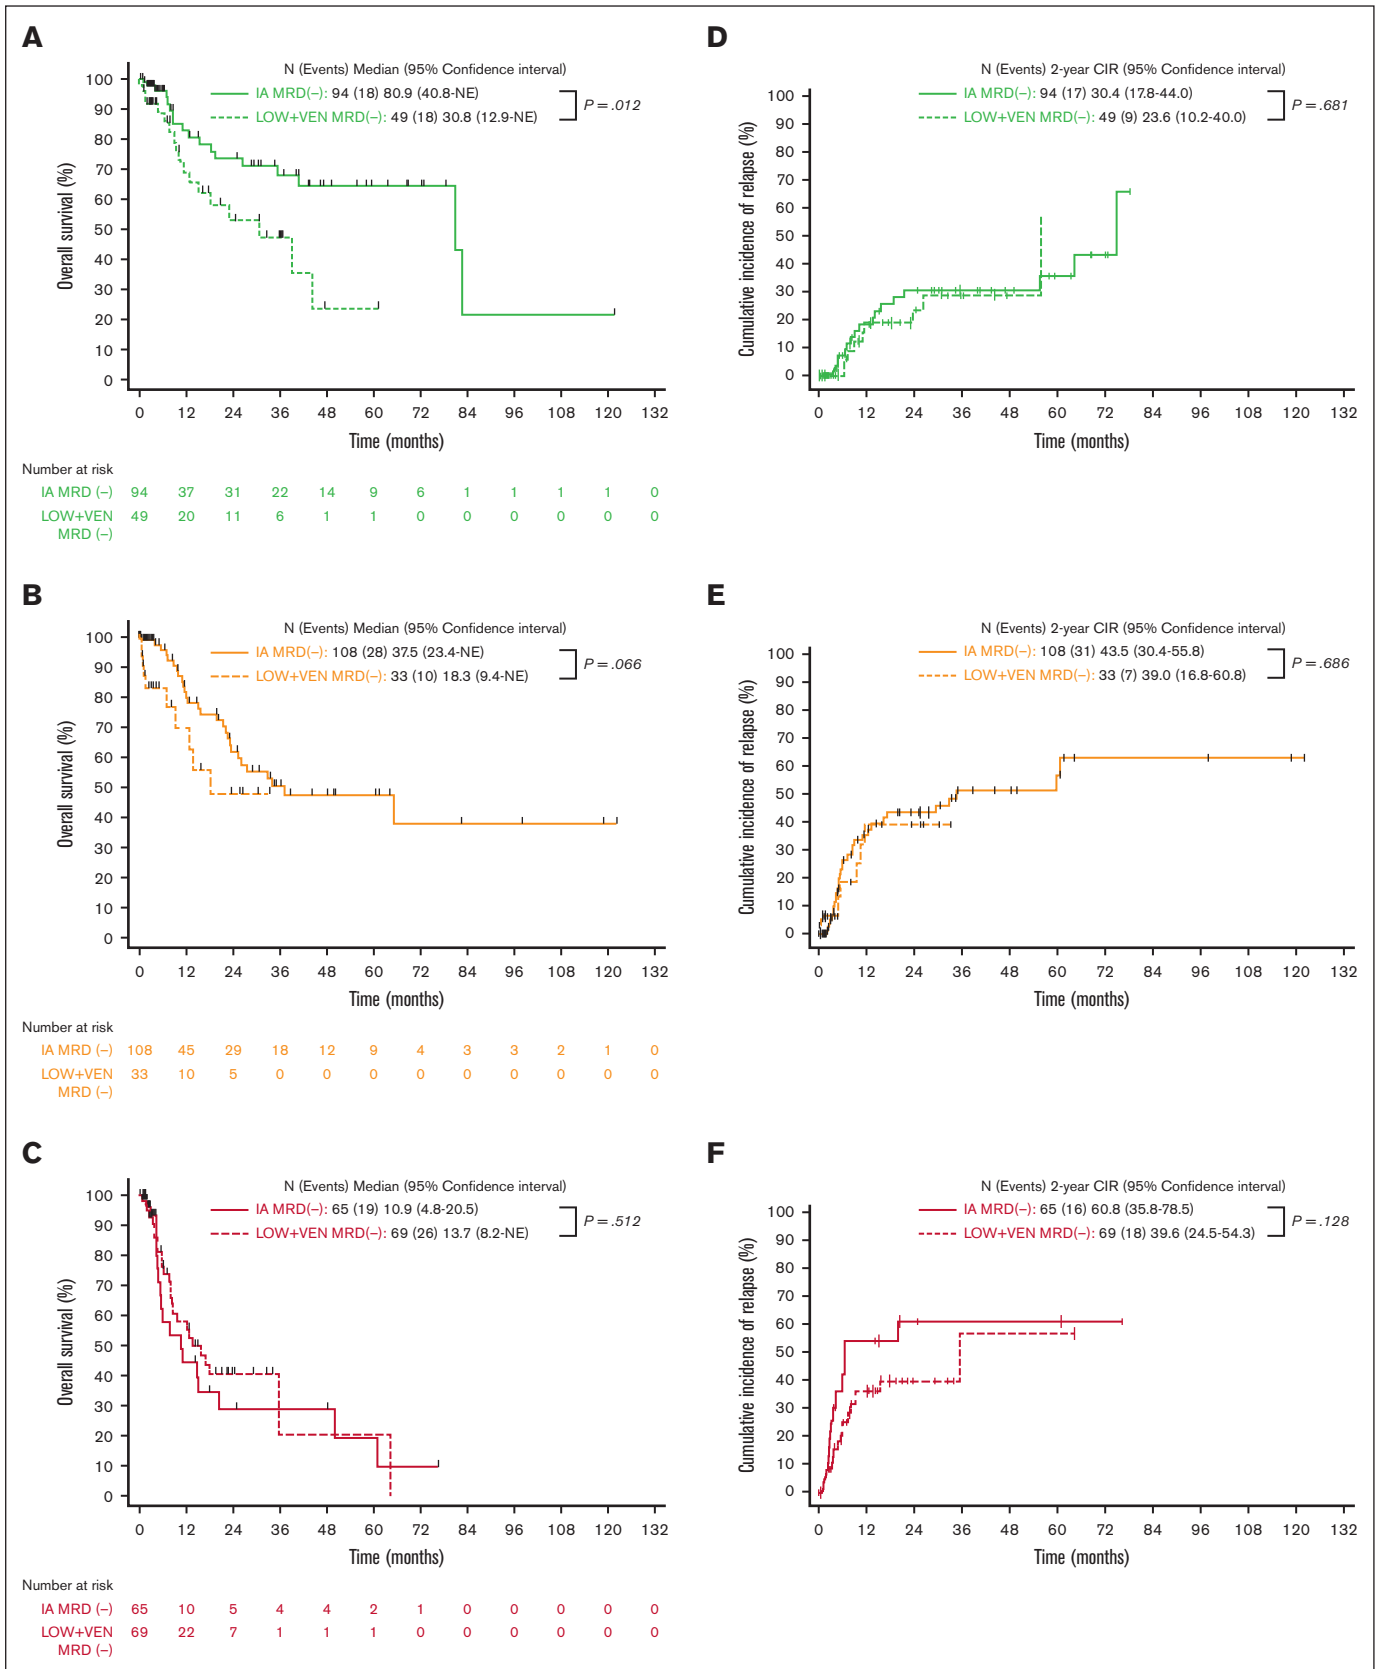 A
N (Events) Median (95% Confidence interval)
IA MRD(–): 94 (18) 80.9 (40.8-NE)
LOW+VEN MRD(–): 49 (18) 30.8 (12.9-NE)
P = .012
Overall survival (%)
100
90
80
70
60
50
40
30
20
10
0
0 12 24 36 48 60 72 84 96 108 120 132
Time (months)
Number at risk
IA MRD (–) 94 37 31 22 14 9 6 1 1 1 1 0
LOW+VEN 49 20 11 6 1 1 0 0 0 0 0 0
MRD (–)
D
N (Events) 2-year CIR (95% Confidence interval)
IA MRD(–): 94 (17) 30.4 (17.8-44.0)
LOW+VEN MRD(–): 49 (9) 23.6 (10.2-40.0)
P = .681
Cumulative incidence of relapse (%)
100
90
80
70
60
50
40
30
20
10
0
0 12 24 36 48 60 72 84 96 108 120 132
Time (months)
B
N (Events) Median (95% Confidence interval)
IA MRD(–): 108 (28) 37.5 (23.4-NE)
LOW+VEN MRD(–): 33 (10) 18.3 (9.4-NE)
P = .066
Overall survival (%)
100
90
80
70
60
50
40
30
20
10
0
0 12 24 36 48 60 72 84 96 108 120 132
Time (months)
Number at risk
IA MRD (–) 108 45 29 18 12 9 4 3 3 2 1 0
LOW+VEN 33 10 5 0 0 0 0 0 0 0 0 0
MRD (–)
E
N (Events) 2-year CIR (95% Confidence interval)
IA MRD(–): 108 (31) 43.5 (30.4-55.8)
LOW+VEN MRD(–): 33 (7) 39.0 (16.8-60.8)
P = .686
Cumulative incidence of relapse (%)
100
90
80
70
60
50
40
30
20
10
0
0 12 24 36 48 60 72 84 96 108 120 132
Time (months)
C
N (Events) Median (95% Confidence interval)
IA MRD(–): 65 (19) 10.9 (4.8-20.5)
LOW+VEN MRD(–): 69 (26) 13.7 (8.2-NE)
P = .512
Overall survival (%)
100
90
80
70
60
50
40
30
20
10
0
0 12 24 36 48 60 72 84 96 108 120 132
Time (months)
Number at risk
IA MRD (–) 65 10 5 4 4 2 1 0 0 0 0 0
LOW+VEN 69 22 7 1 1 1 0 0 0 0 0 0
MRD (–)
F
N (Events) 2-year CIR (95% Confidence interval)
IA MRD(–): 65 (16) 60.8 (35.8-78.5)
LOW+VEN MRD(–): 69 (18) 39.6 (24.5-54.3)
P = .128
Cumulative incidence of relapse (%)
100
90
80
70
60
50
40
30
20
10
0
0 12 24 36 48 60 72 84 96 108 120 132
Time (months)